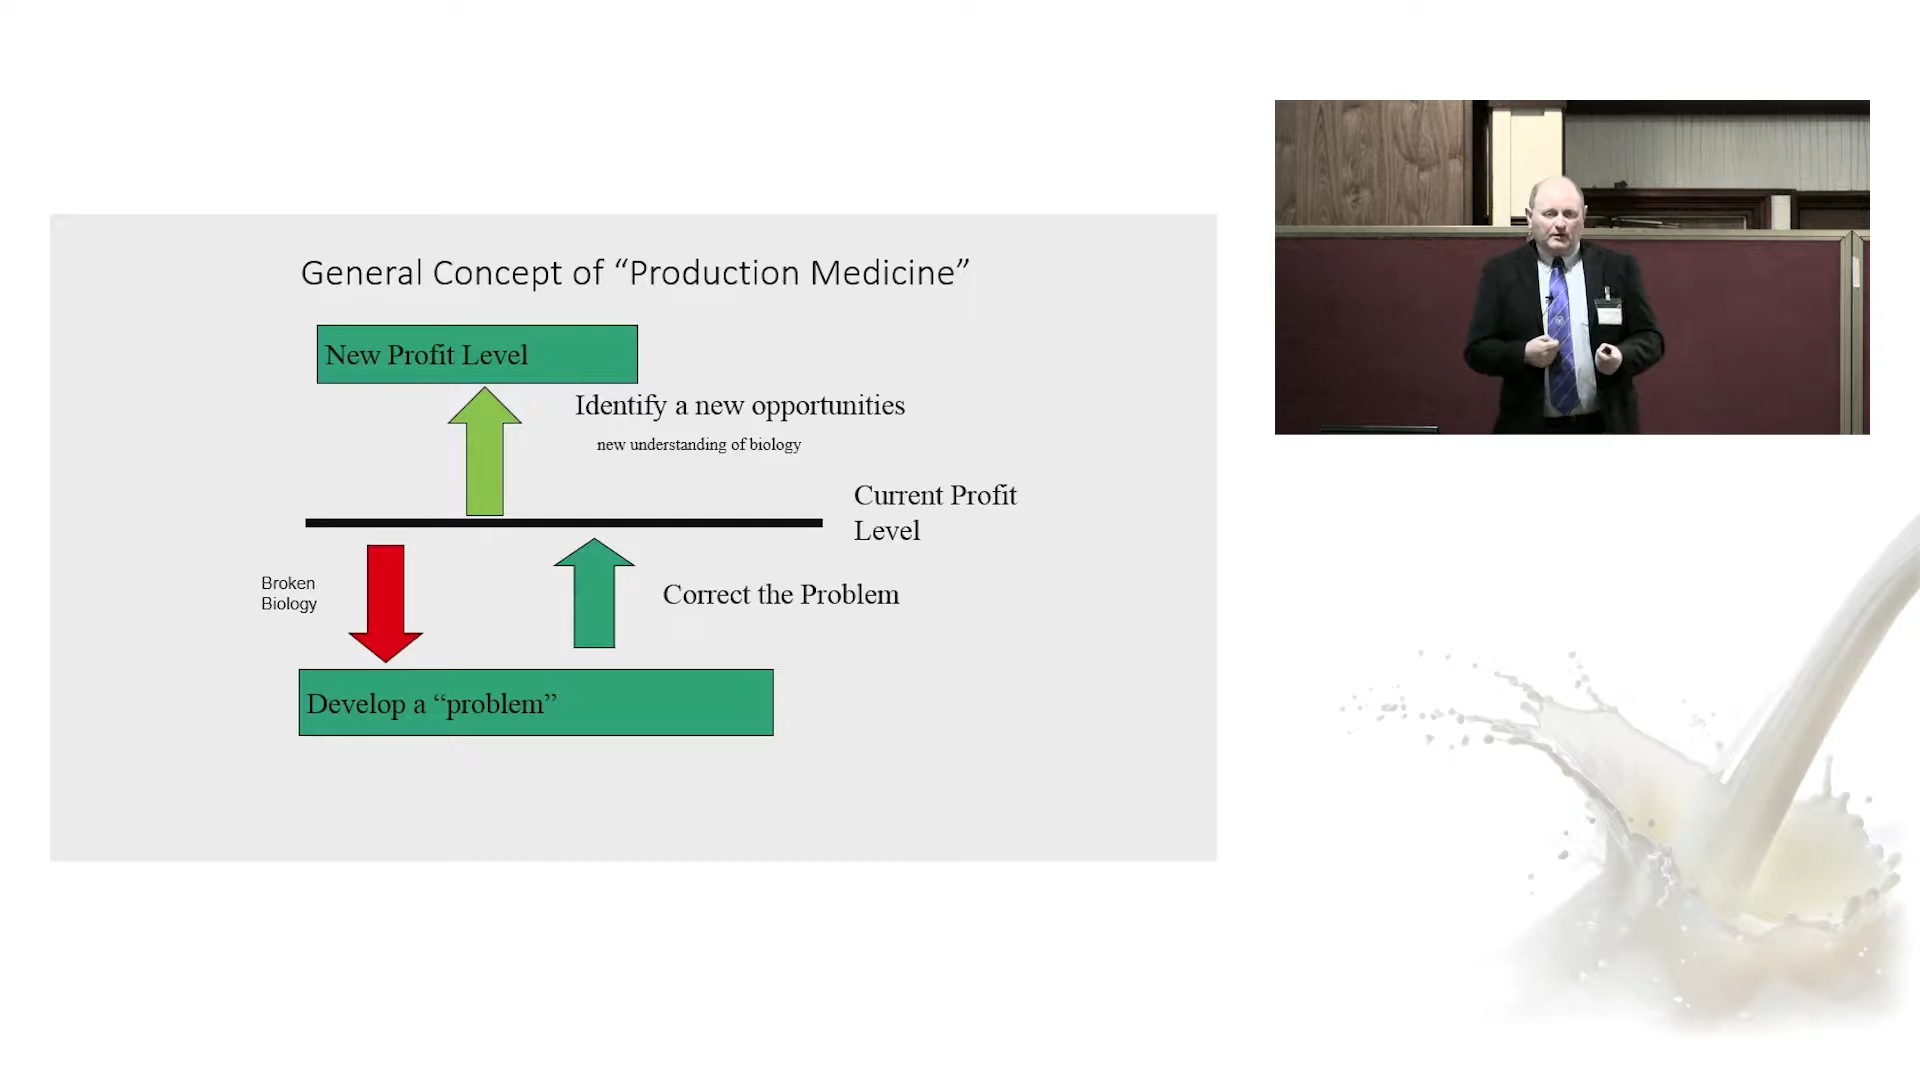 General Concept of “Production Medicine”
New Profit Level
Identify a new opportunities
new understanding of biology
Current Profit
Level
Broken
Biology
Correct the Problem
Develop a “problem”